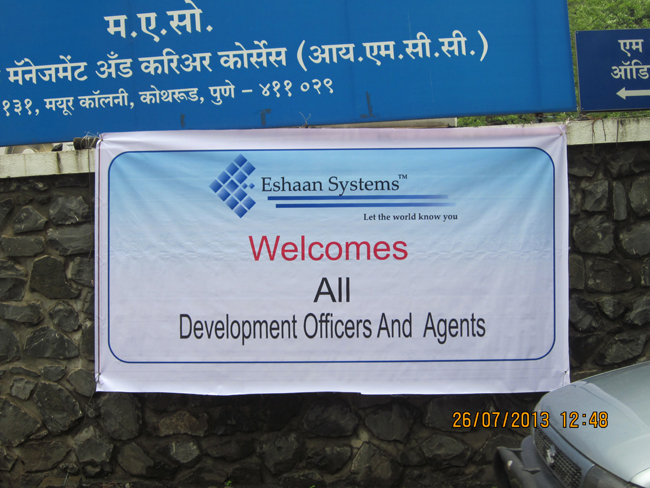 म.ए.सो.
मॅनेजमेंट अँड करिअर कोर्सेस (आय.एम.सी.सी.)
१३१, मयूर कॉलनी, कोथरूड, पुणे - ४११ ०२९
एम
ऑडि
Eshaan Systems™
Let the world know you
Welcomes
All
Development Officers And Agents
26/07/2013 12:48